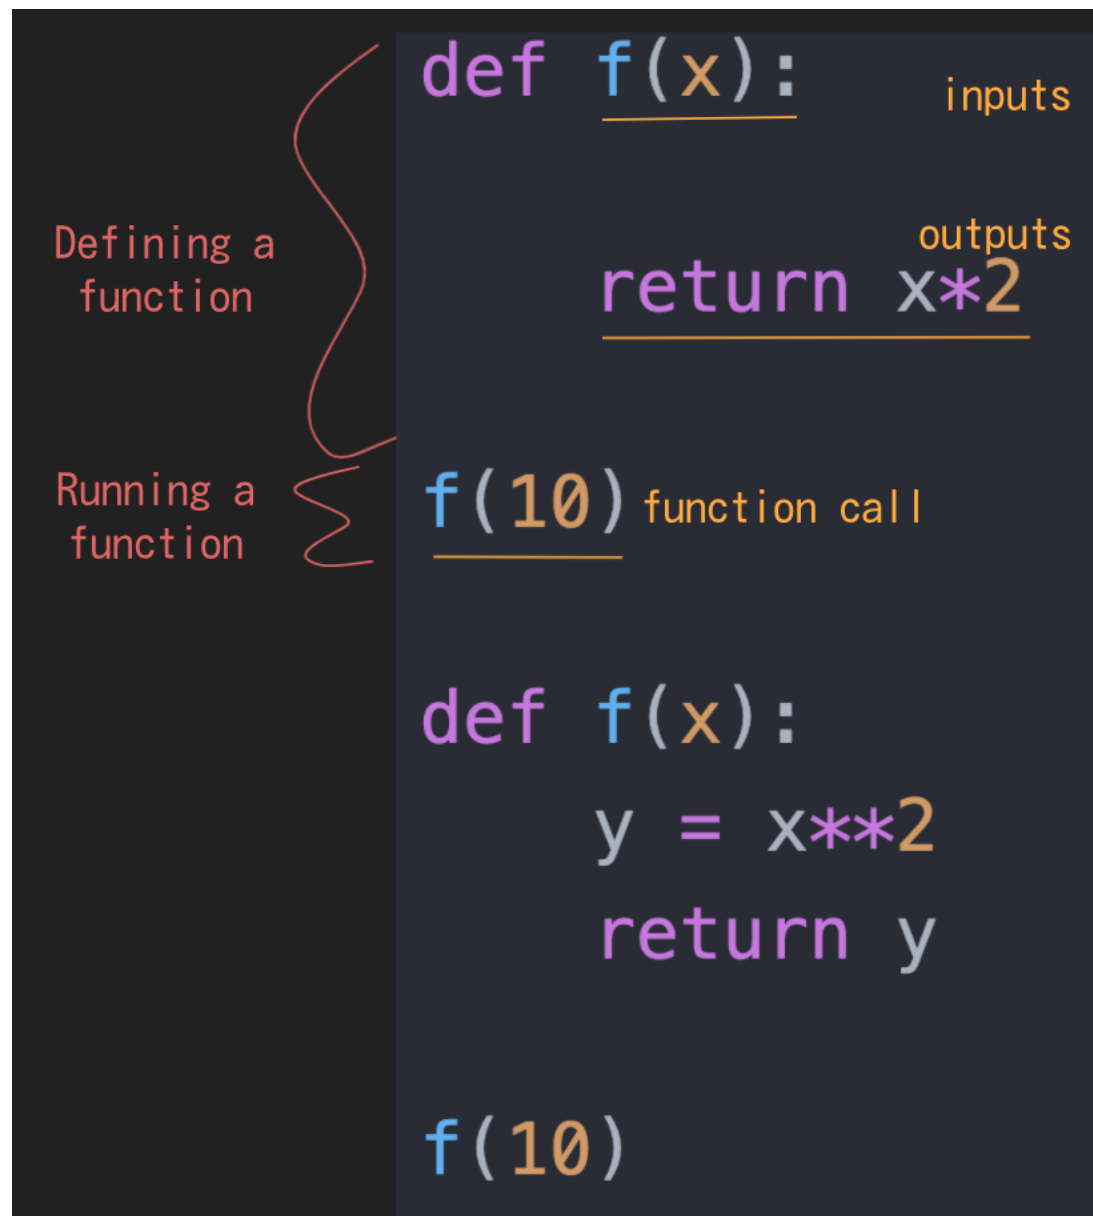 def f(x):
inputs
Defining a
function
outputs
return x*2
Running a
function
f(10)
function call
def f(x):
y = x**2
return y
f(10)